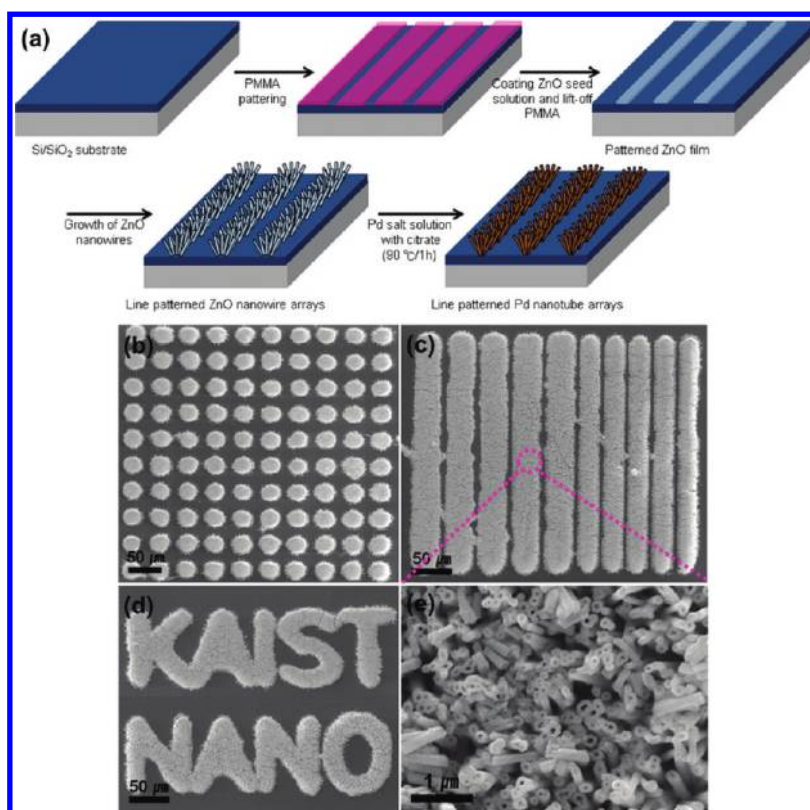 (a)
PMMA
pattering
Coating ZnO seed
solution and lift-off
PMMA
Si/SiO₂ substrate
Patterned ZnO film
Growth of ZnO
nanowires
Pd salt solution
with citrate
(90 ℃/1h)
Line patterned ZnO nanowire arrays
Line patterned Pd nanotube arrays
(b)
50 ㎛
(c)
50 ㎛
(d)
KAIST
NANO
50 ㎛
(e)
1 ㎛